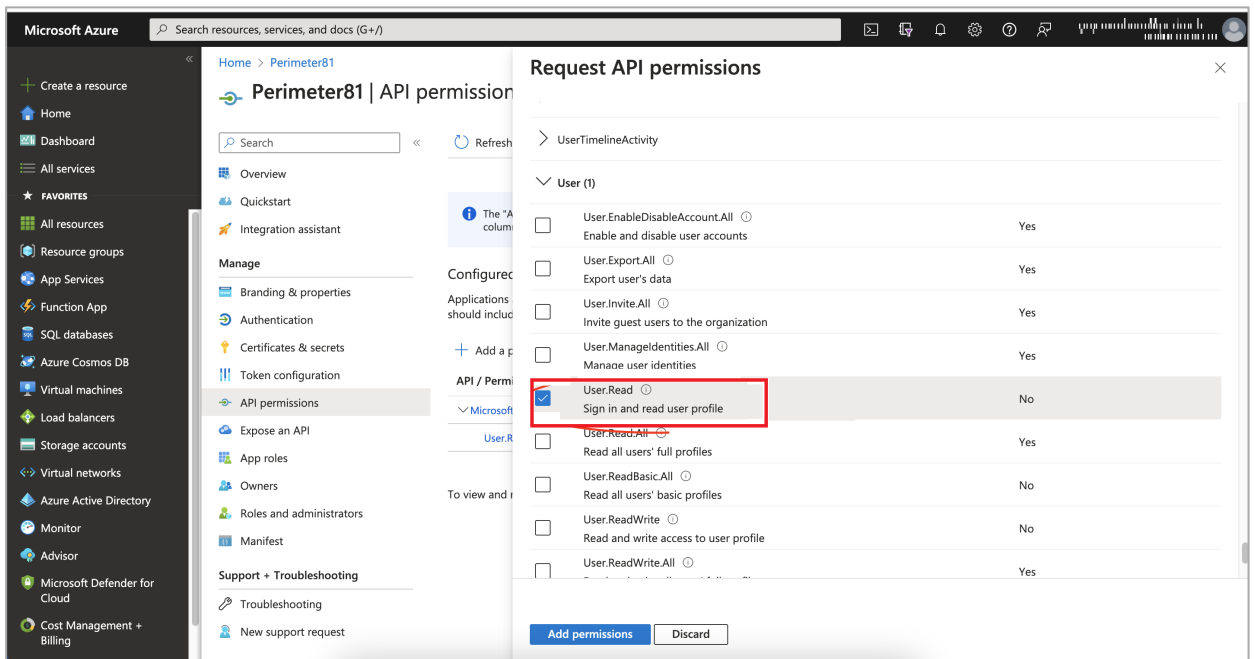 Microsoft Azure
Search resources, services, and docs (G+/)
Create a resource
Home
Dashboard
All services
FAVORITES
All resources
Resource groups
App Services
Function App
SQL databases
Azure Cosmos DB
Virtual machines
Load balancers
Storage accounts
Virtual networks
Azure Active Directory
Monitor
Advisor
Microsoft Defender for
Cloud
Cost Management +
Billing
Home > Perimeter81
Perimeter81 | API permission
Search
Overview
Quickstart
Integration assistant
Manage
Branding & properties
Authentication
Certificates & secrets
Token configuration
API permissions
Expose an API
App roles
Owners
Roles and administrators
Manifest
Support + Troubleshooting
Troubleshooting
New support request
Refresh
The "A
colum
Configured
Applications
should includ
Add a p
API / Permi
Microsoft
User.R
To view and r
Request API permissions
UserTimelineActivity
User (1)
User.EnableDisableAccount.All
Enable and disable user accounts
Yes
User.Export.All
Export user's data
Yes
User.Invite.All
Invite guest users to the organization
Yes
User.ManageIdentities.All
Manage user identities
Yes
User.Read
Sign in and read user profile
No
User.Read.All
Read all users' full profiles
Yes
User.ReadBasic.All
Read all users' basic profiles
No
User.ReadWrite
Read and write access to user profile
No
User.ReadWrite.All
Yes
Add permissions
Discard